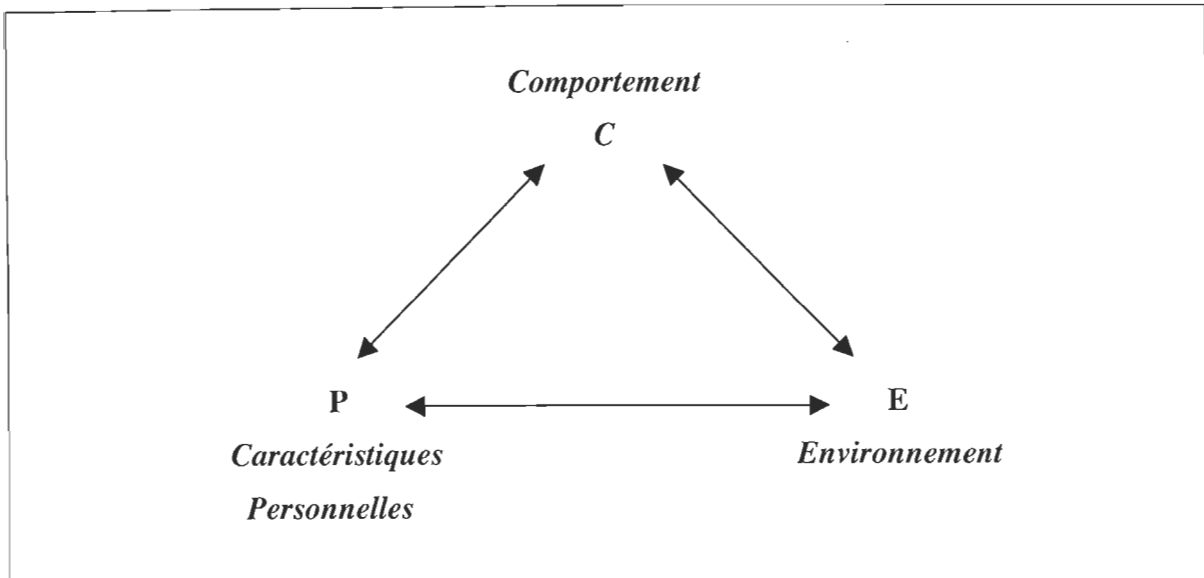 Comportement
C
P
E
Caractéristiques
Environnement
Personnelles